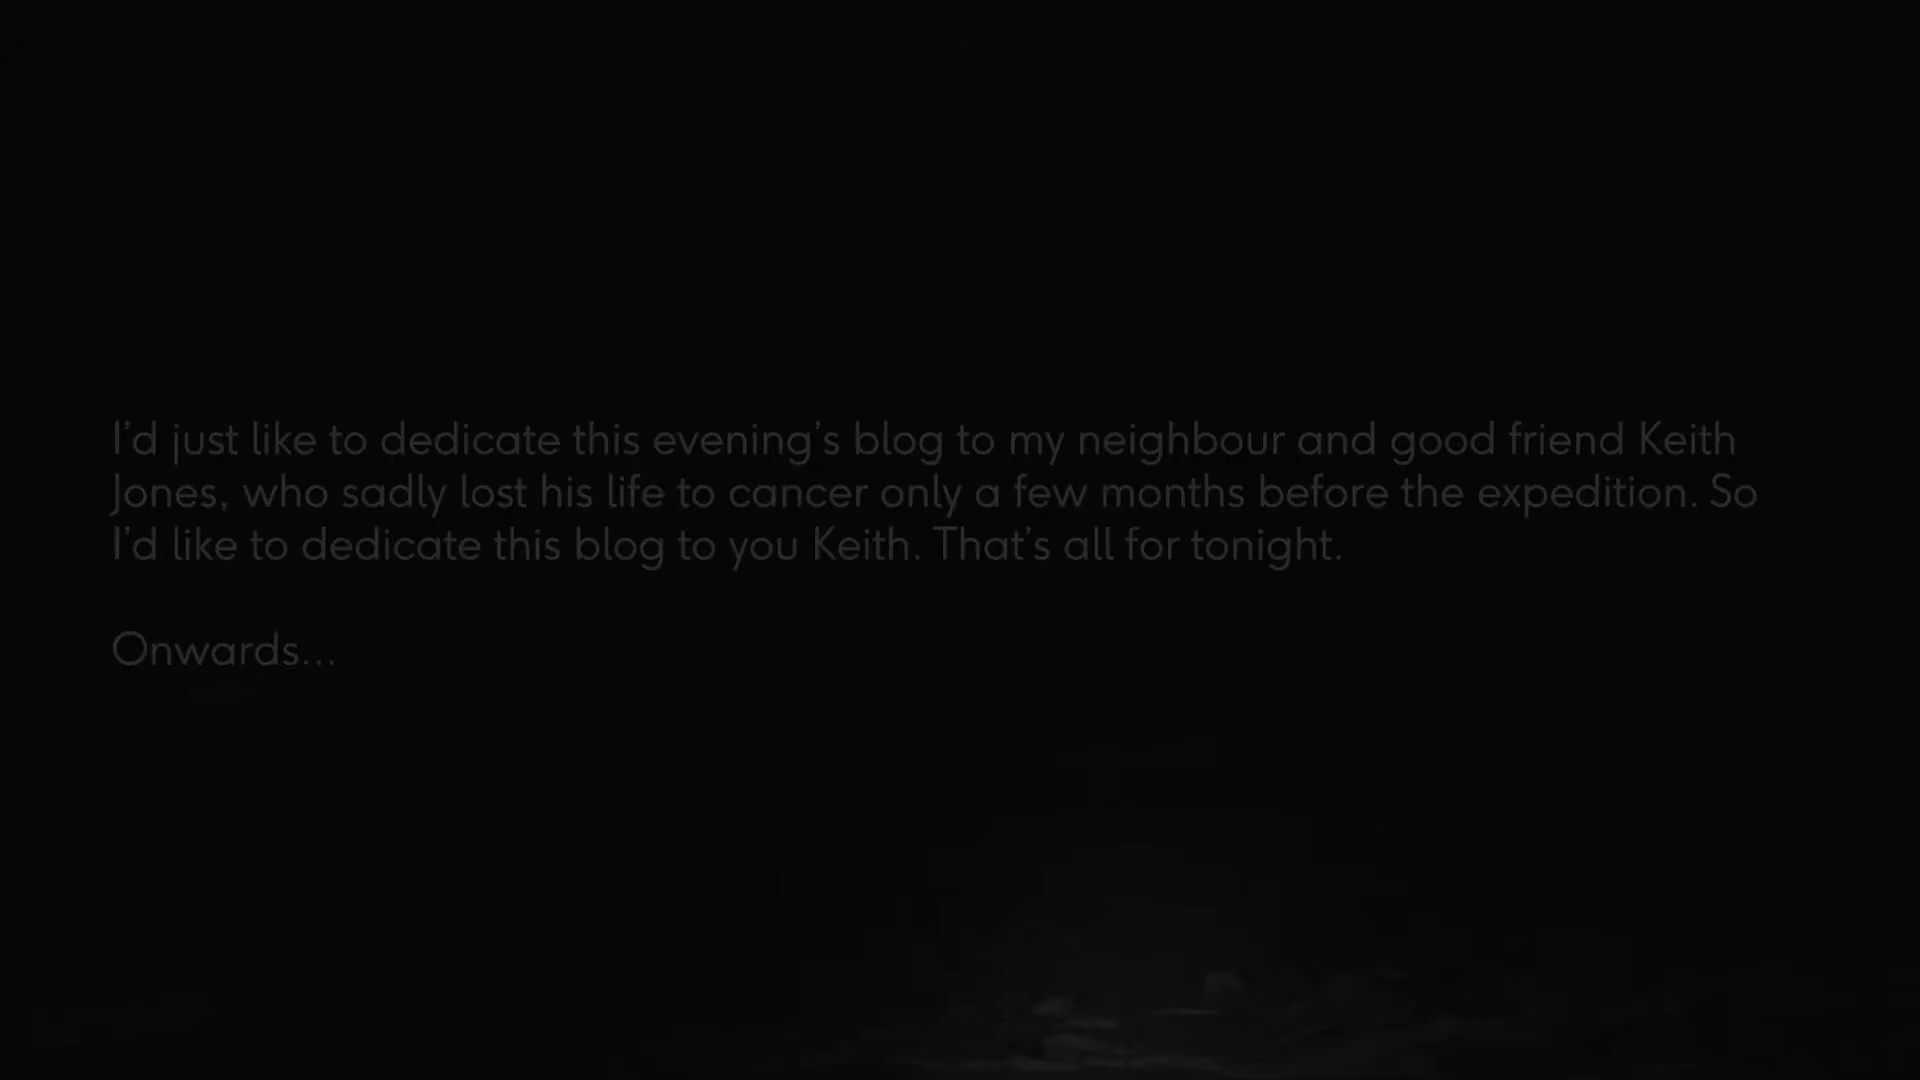 I’d just like to dedicate this evening’s blog to my neighbour and good friend Keith
Jones, who sadly lost his life to cancer only a few months before the expedition. So
I’d like to dedicate this blog to you Keith. That’s all for tonight.
Onwards...